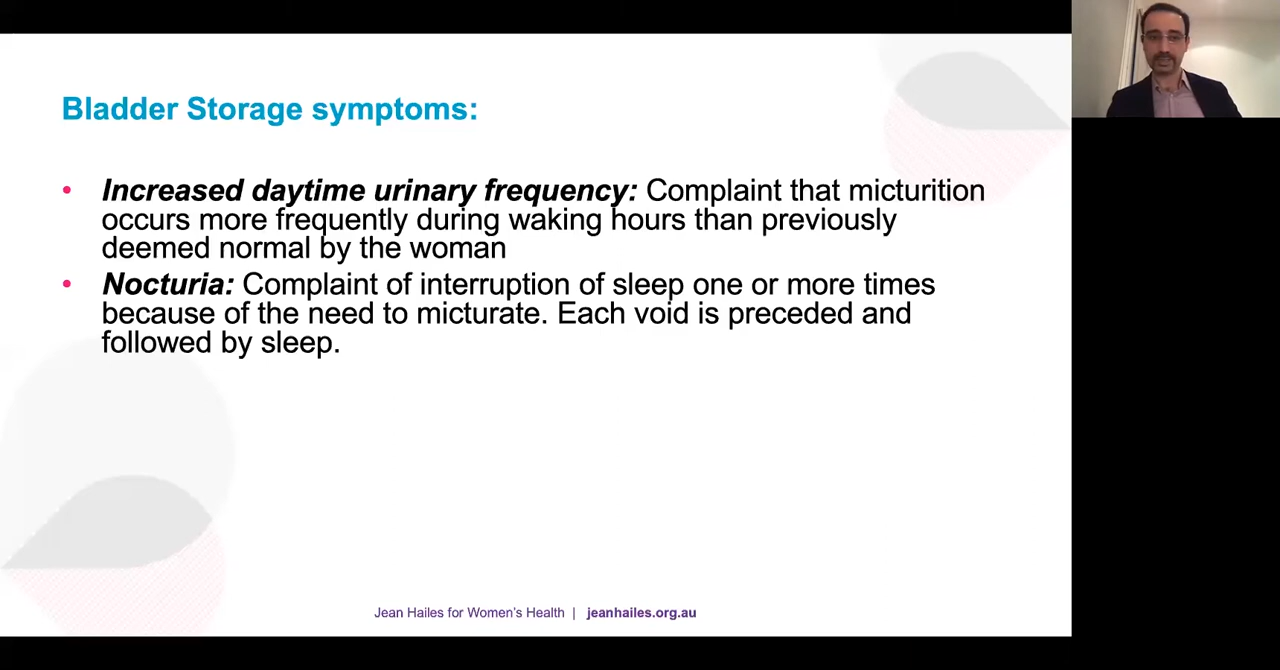 Bladder Storage symptoms:
• Increased daytime urinary frequency: Complaint that micturition
occurs more frequently during waking hours than previously
deemed normal by the woman
• Nocturia: Complaint of interruption of sleep one or more times
because of the need to micturate. Each void is preceded and
followed by sleep.
Jean Hailes for Women's Health | jeanhailes.org.au